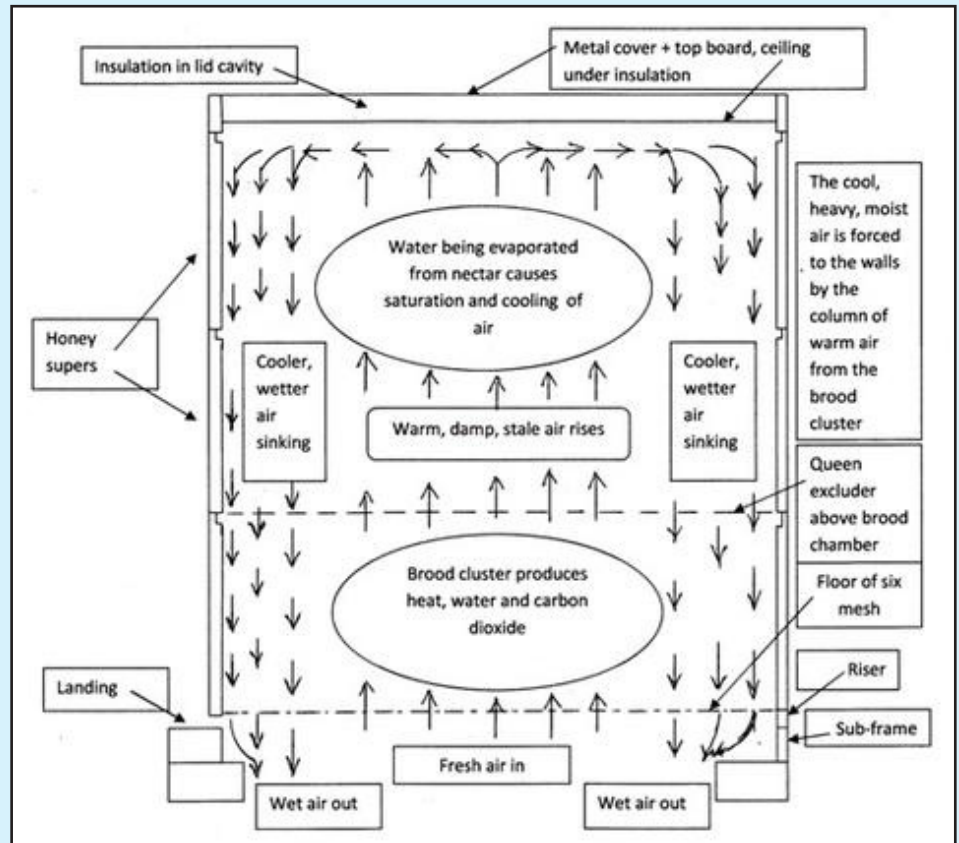 Insulation in lid cavity
Metal cover + top board, ceiling
under insulation
The cool,
heavy, moist
air is forced
to the walls
by the
column of
warm air
from the
brood
cluster
Water being evaporated
from nectar causes
saturation and cooling of
air
Honey
supers
Cooler,
wetter
air
sinking
Warm, damp, stale air rises
Cooler,
wetter
air
sinking
Queen
excluder
above brood
chamber
Brood cluster produces
heat, water and carbon
dioxide
Floor of six
mesh
Landing
Riser
Sub-frame
Fresh air in
Wet air out
Wet air out